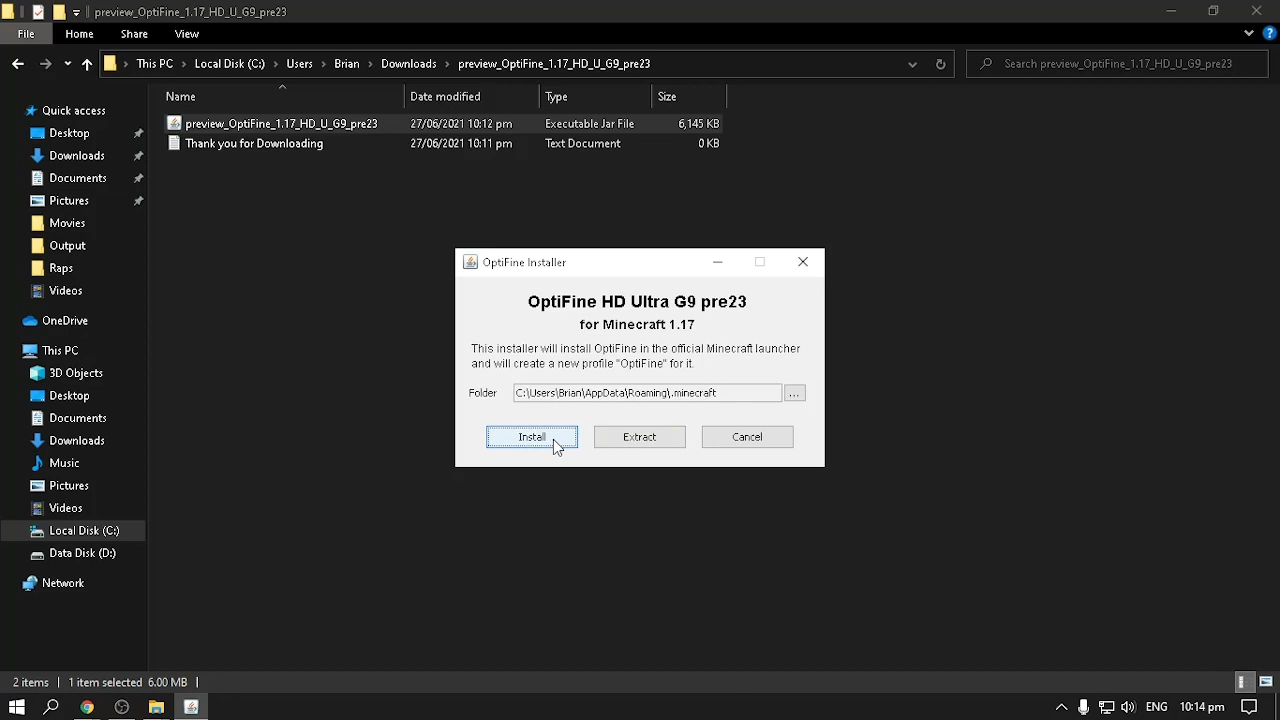 preview_OptiFine_1.17_HD_U_G9_pre23
File Home Share View
This PC Local Disk (C:) Users Brian Downloads preview_OptiFine_1.17_HD_U_G9_pre23
Search preview_OptiFine_1.17_HD_U_G9_pre23
Name Date modified Type Size
preview_OptiFine_1.17_HD_U_G9_pre23 27/06/2021 10:12 pm Executable Jar File 6,145 KB
Thank you for Downloading 27/06/2021 10:11 pm Text Document 0 KB
Quick access
Desktop
Downloads
Documents
Pictures
Movies
Output
Raps
Videos
OneDrive
This PC
3D Objects
Desktop
Documents
Downloads
Music
Pictures
Videos
Local Disk (C:)
Data Disk (D:)
Network
OptiFine Installer
OptiFine HD Ultra G9 pre23
for Minecraft 1.17
This installer will install OptiFine in the official Minecraft launcher
and will create a new profile "OptiFine" for it.
Folder C:\Users\Brian\AppData\Roaming\.minecraft ...
Install Extract Cancel
2 items 1 item selected 6.00 MB
ENG 10:14 pm